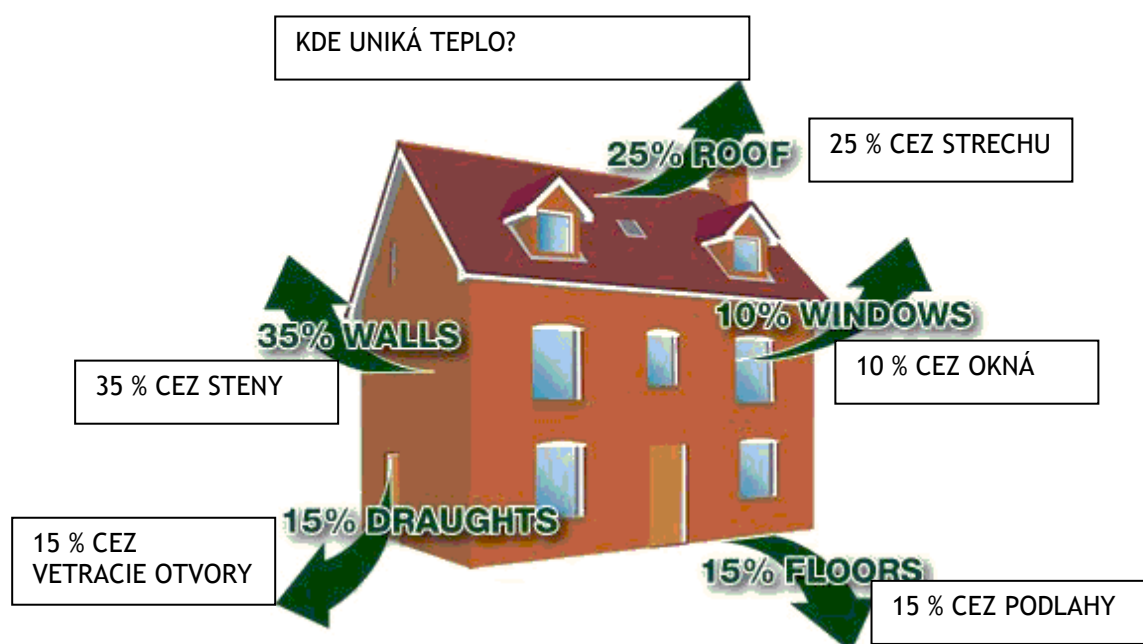 KDE UNIKÁ TEPLO?
25% ROOF
25 % CEZ STRECHU
10% WINDOWS
35% WALLS
10 % CEZ OKNÁ
35 % CEZ STENY
15% DRAUGHTS
15 % CEZ
VETRACIE OTVORY
15% FLOORS
15 % CEZ PODLAHY